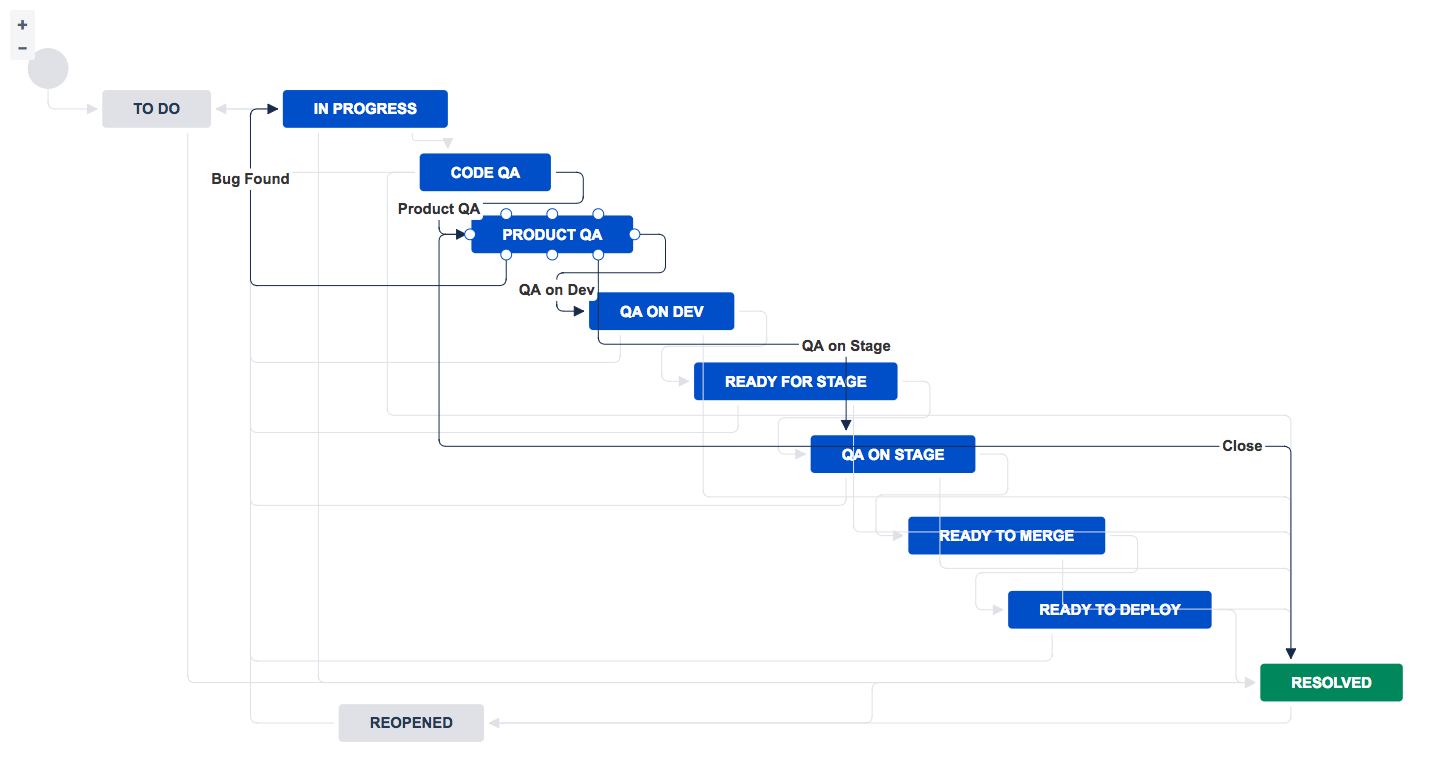 +
−
TO DO
IN PROGRESS
CODE QA
Bug Found
Product QA
PRODUCT QA
QA on Dev
QA ON DEV
QA on Stage
READY FOR STAGE
Close
QA ON STAGE
READY TO MERGE
READY TO DEPLOY
RESOLVED
REOPENED